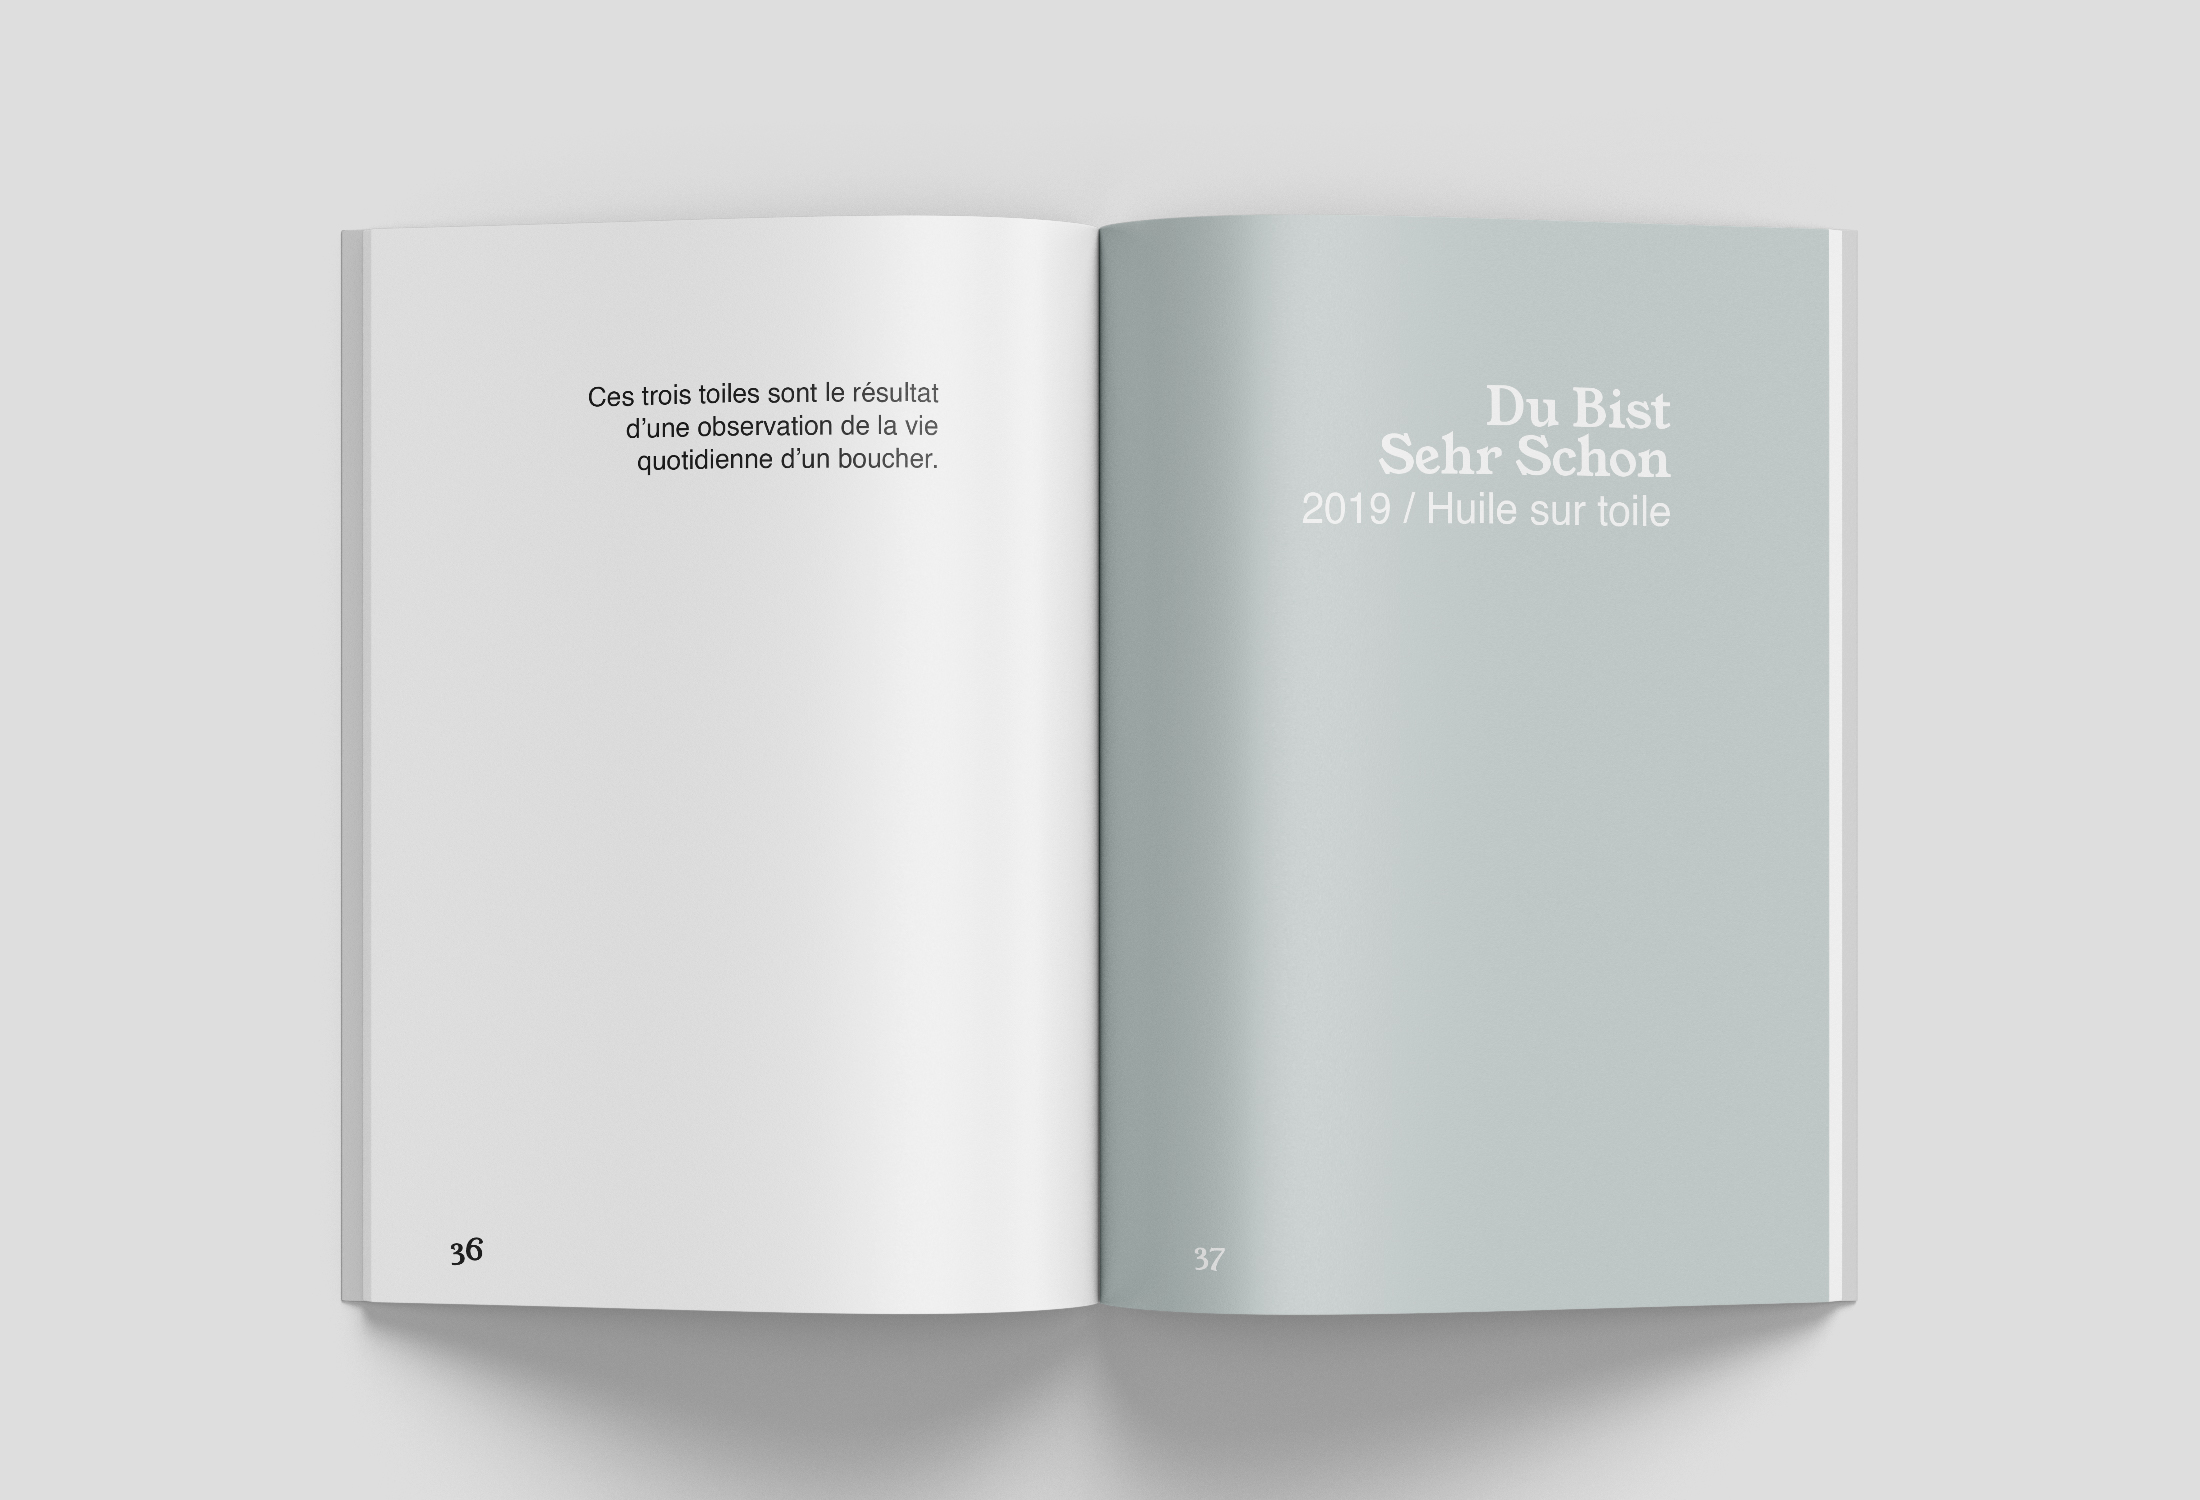 Ces trois toiles sont le résultat
d’une observation de la vie
quotidienne d’un boucher.
36
Du Bist
Sehr Schon
2019 / Huile sur toile
37